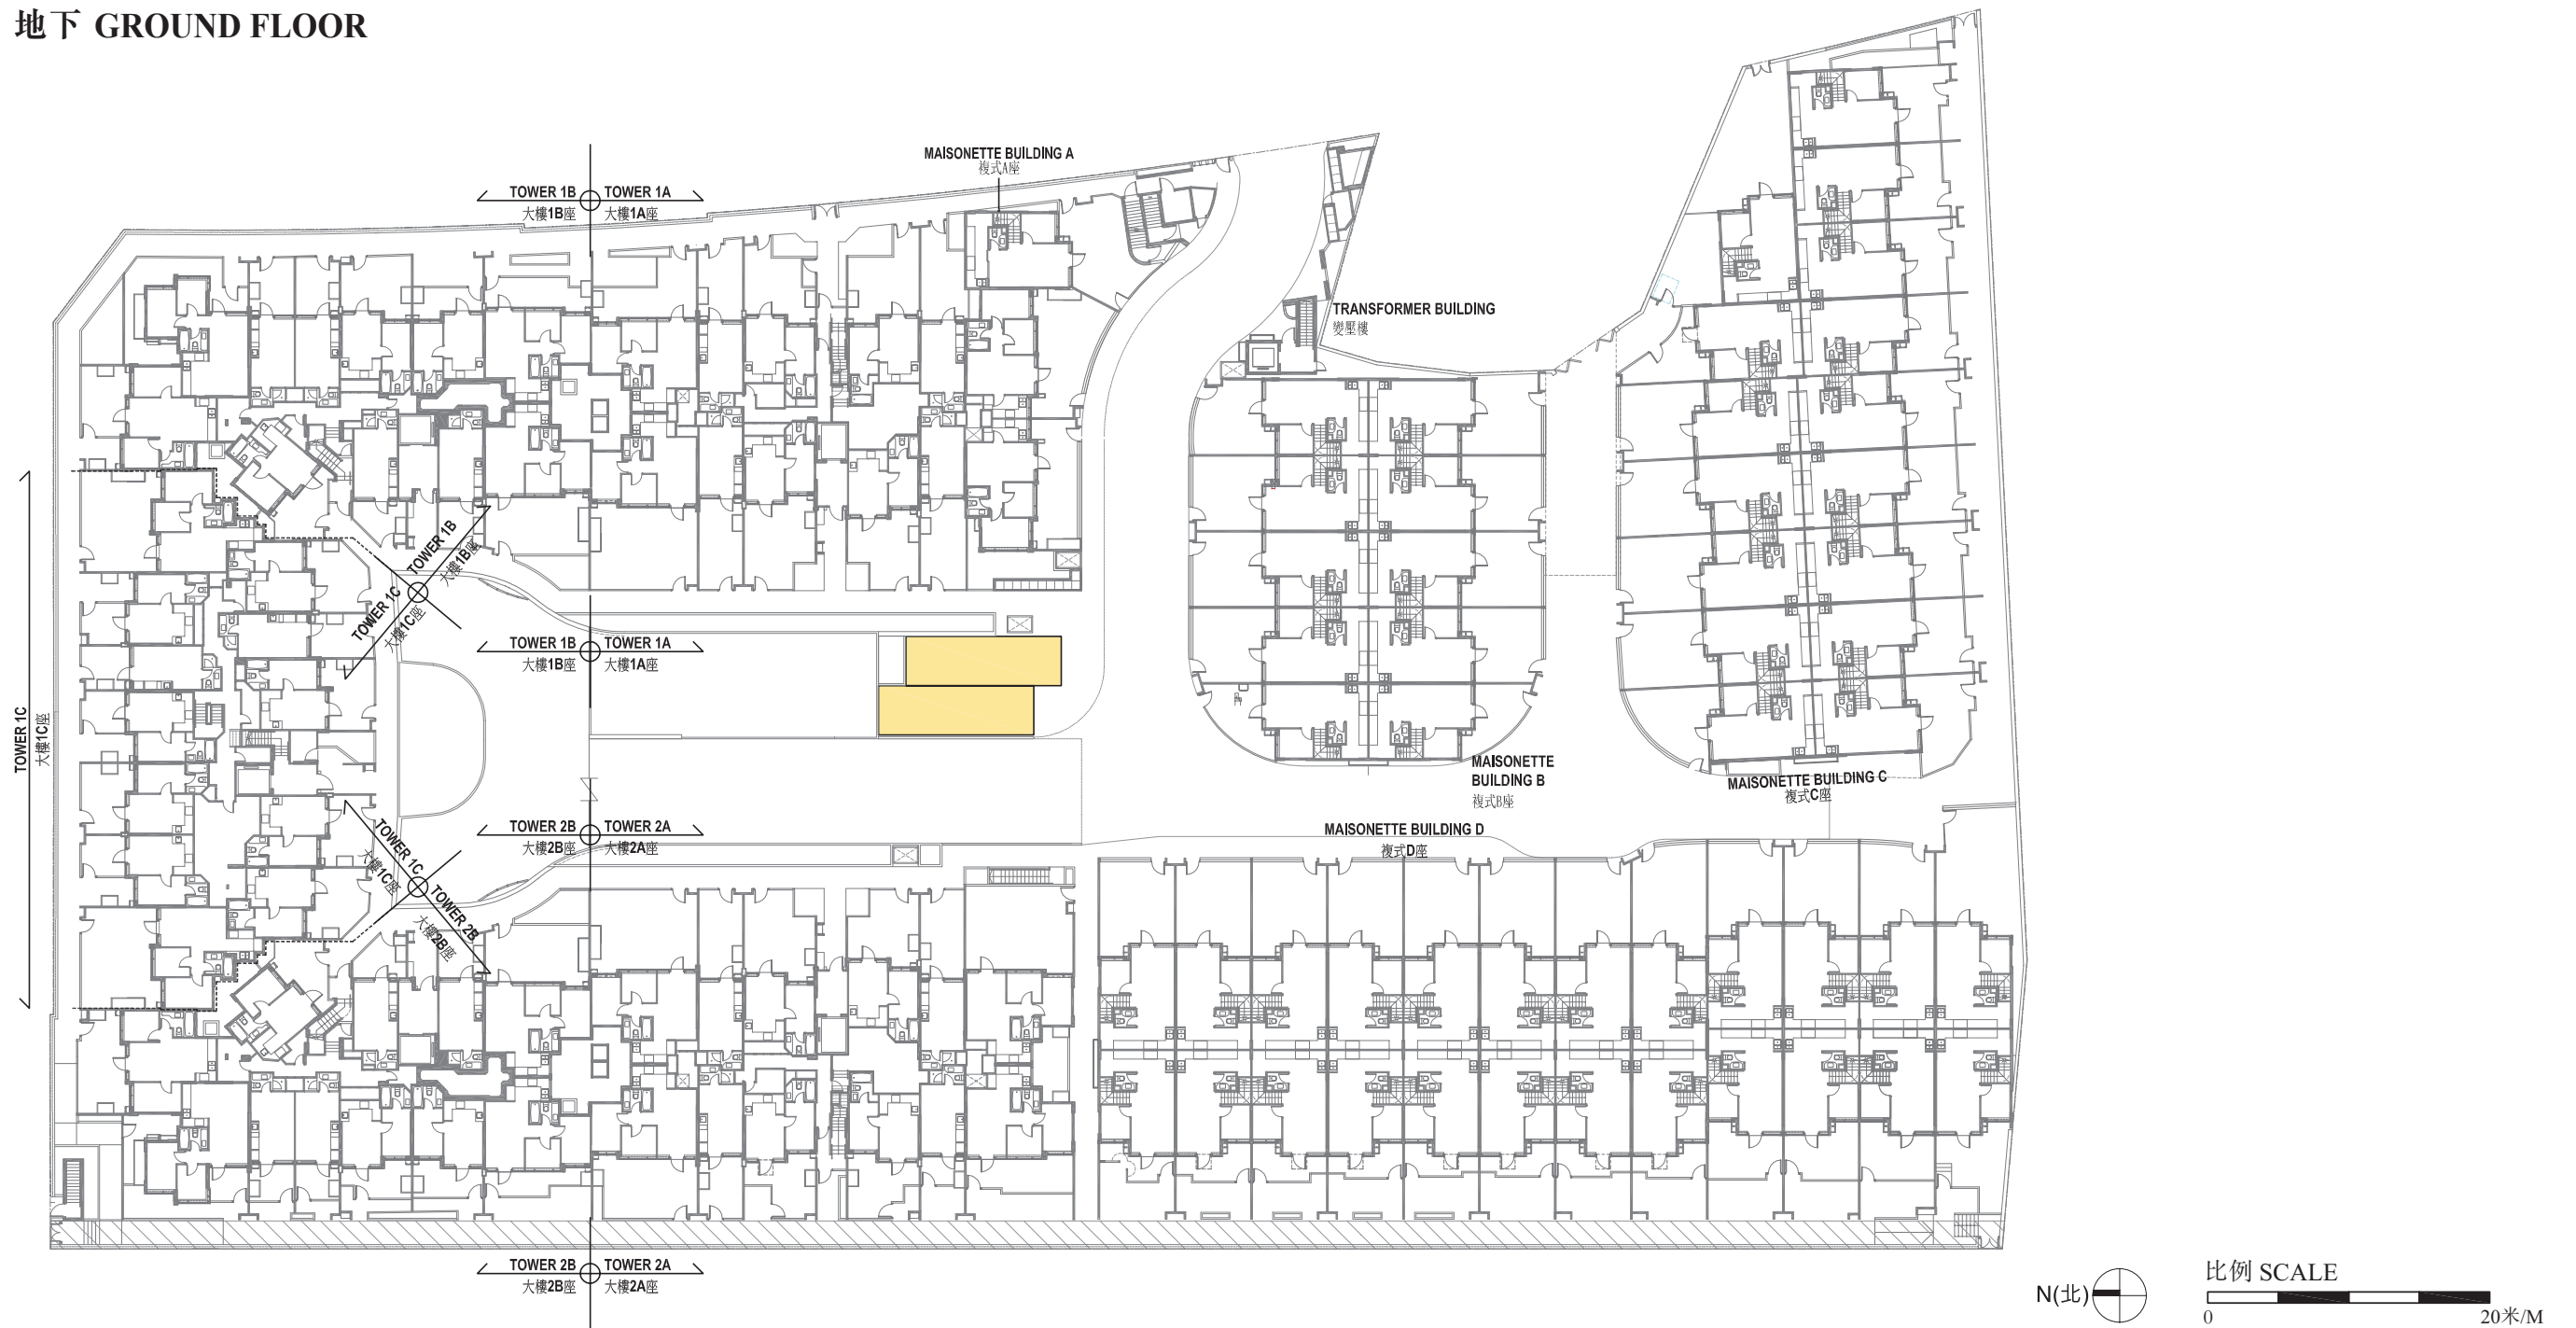 地下 GROUND FLOOR
MAISONETTE BUILDING A
複式A座
TOWER 1B TOWER 1A
大樓1B座 大樓1A座
TRANSFORMER BUILDING
變壓樓
TOWER 1B
大樓1B座
TOWER 1C
大樓1C座
TOWER 1B TOWER 1A
大樓1B座 大樓1A座
TOWER 1C
大樓1C座
MAISONETTE
BUILDING B
複式B座
MAISONETTE BUILDING C
複式C座
TOWER 2B TOWER 2A
大樓2B座 大樓2A座
MAISONETTE BUILDING D
複式D座
TOWER 1C
大樓1C座
TOWER 2B
大樓2B座
TOWER 2B TOWER 2A
大樓2B座 大樓2A座
N(北)
比例 SCALE
0 20米/M